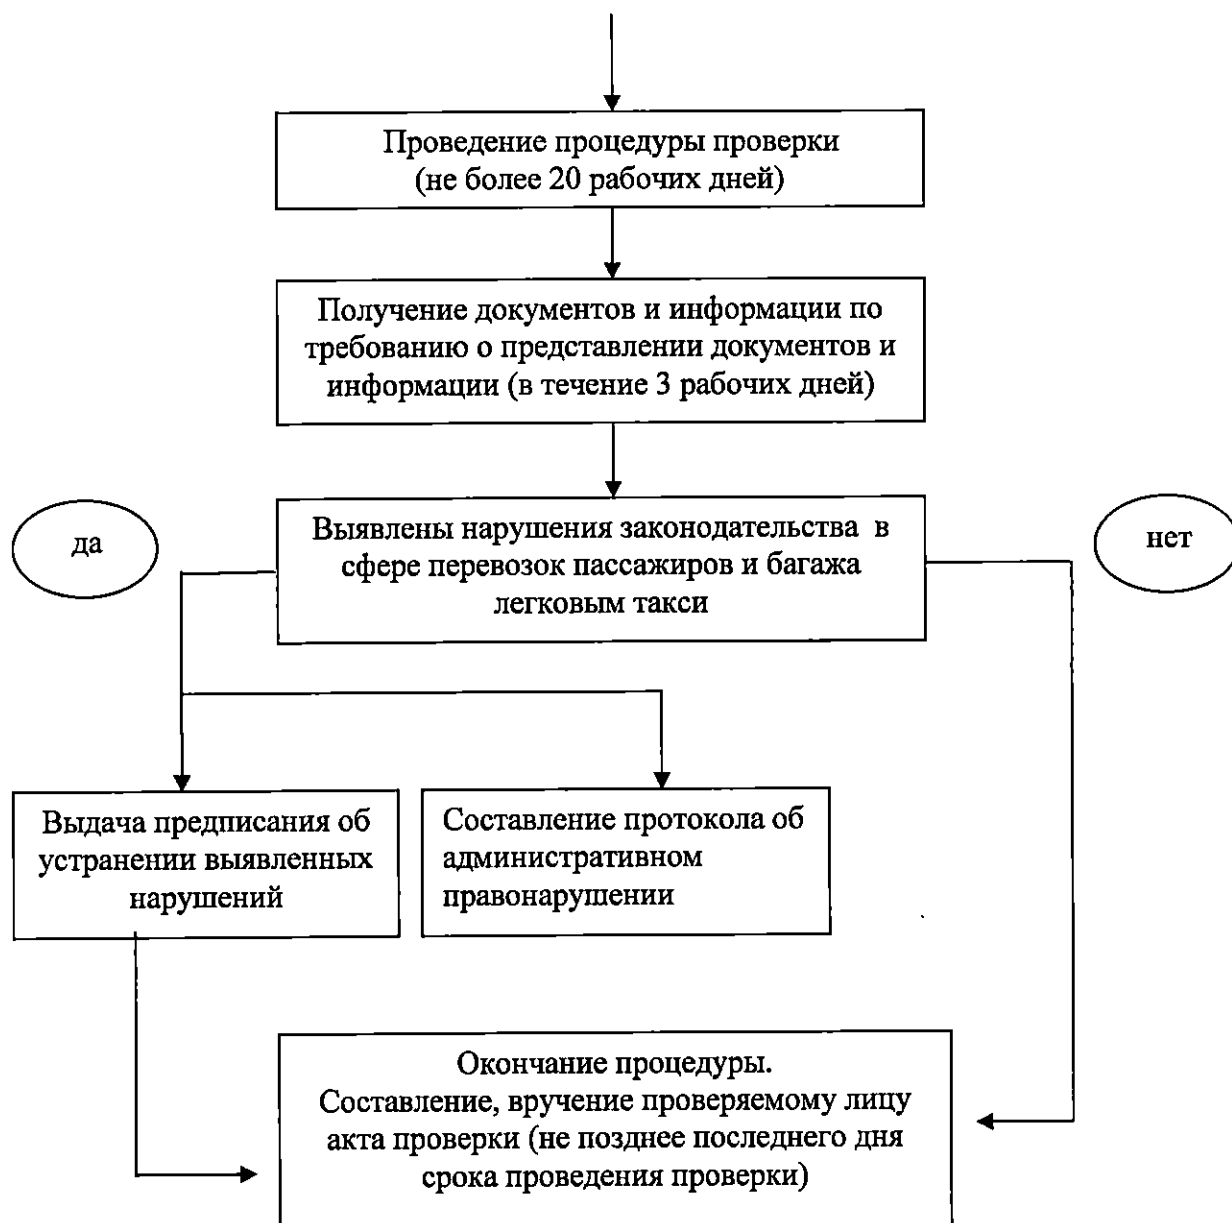 Проведение процедуры проверки
(не более 20 рабочих дней)
Получение документов и информации по
требованию о представлении документов и
информации (в течение 3 рабочих дней)
да
Выявлены нарушения законодательства в
сфере перевозок пассажиров и багажа
легковым такси
нет
Выдача предписания об
устранении выявленных
нарушений
Составление протокола об
административном
правонарушении
Окончание процедуры.
Составление, вручение проверяемому лицу
акта проверки (не позднее последнего дня
срока проведения проверки)